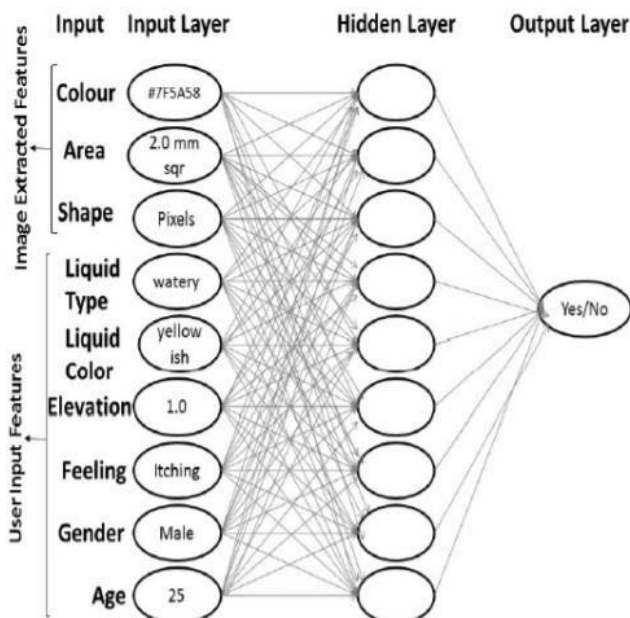 Input Input Layer Hidden Layer Output Layer
Image Extracted Features
Colour #7F5A58
Area 2.0 mm
sqr
Shape Pixels
User Input Features
Liquid
Type
watery
Liquid
Color
yellow
ish
Elevation 1.0
Feeling Itching
Gender Male
Age 25
Yes/No